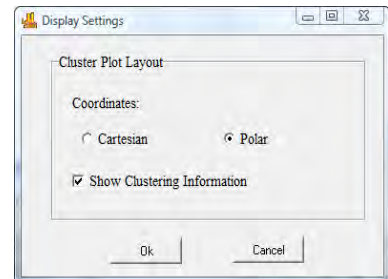 Display Settings
Cluster Plot Layout
Coordinates:
Cartesian Polar
Show Clustering Information
Ok Cancel